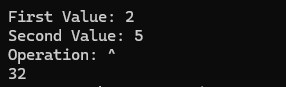 First Value: 2
Second Value: 5
Operation: ^
32